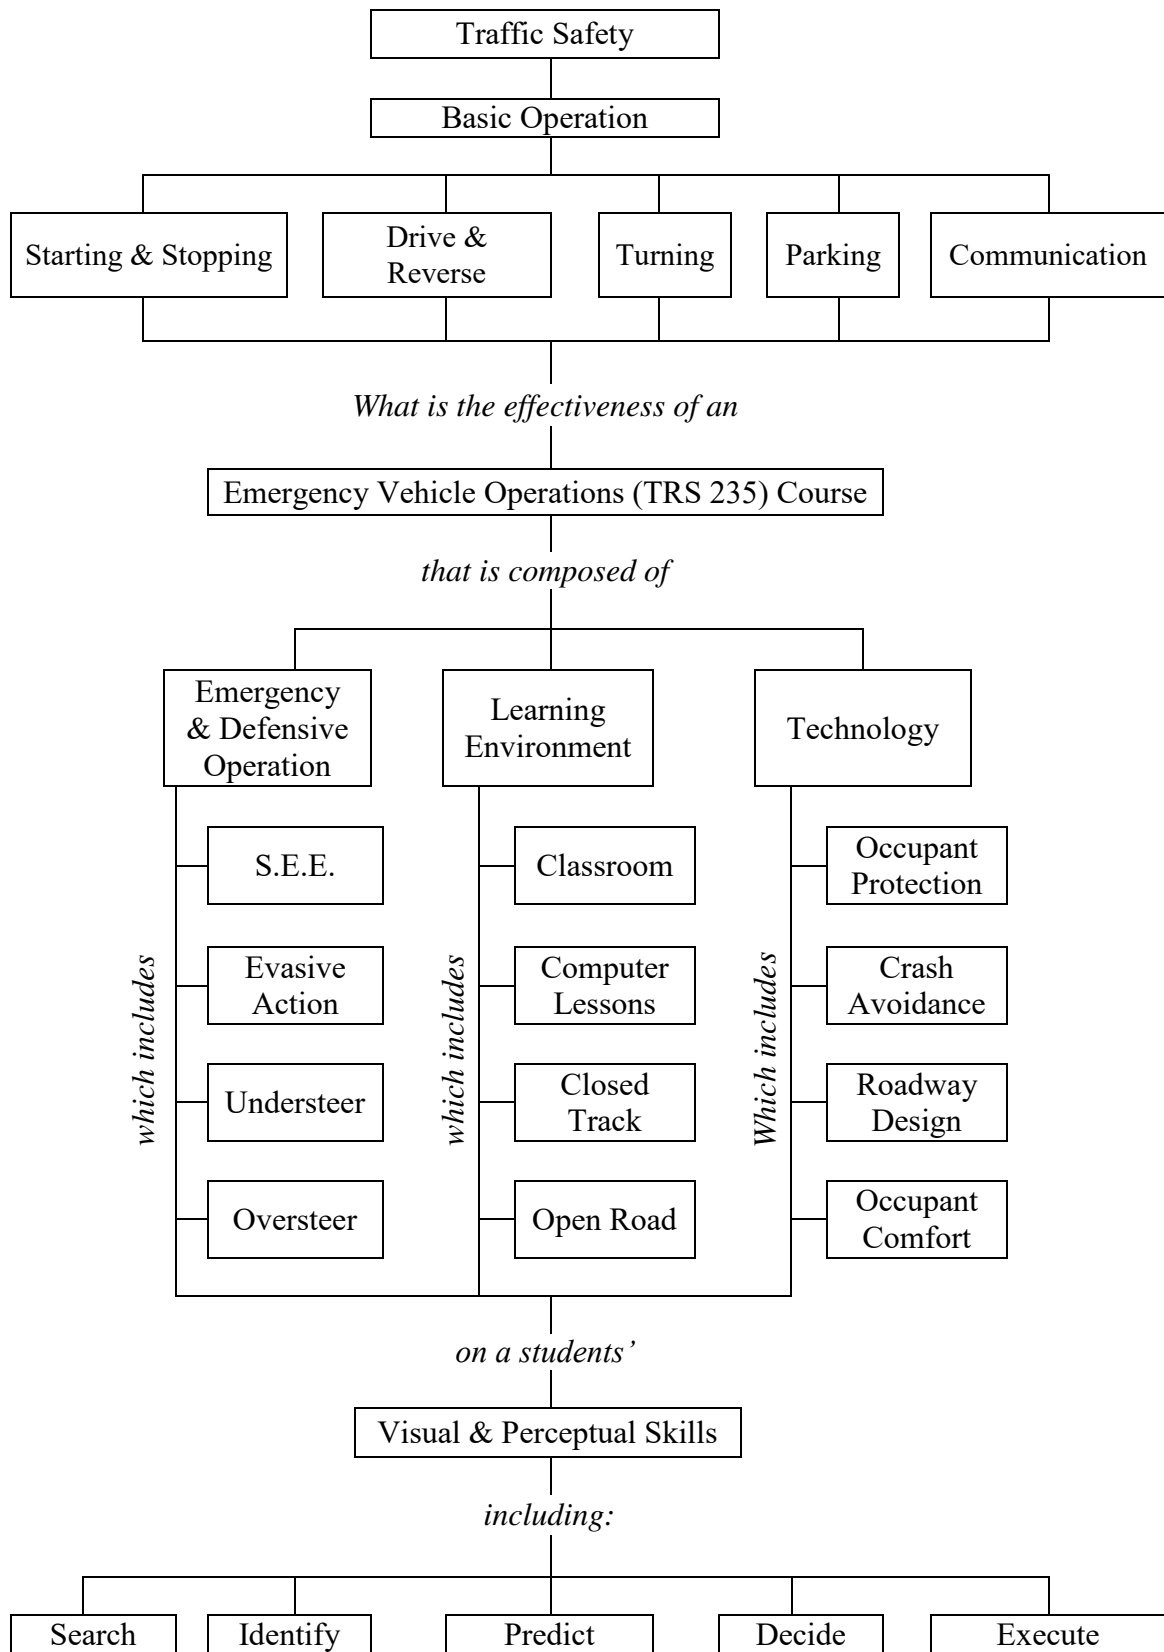 Traffic Safety
Basic Operation
Starting & Stopping
Drive &
Reverse
Turning
Parking
Communication
What is the effectiveness of an
Emergency Vehicle Operations (TRS 235) Course
that is composed of
Emergency
& Defensive
Operation
Learning
Environment
Technology
which includes
S.E.E.
Evasive
Action
Understeer
Oversteer
which includes
Classroom
Computer
Lessons
Closed
Track
Open Road
Which includes
Occupant
Protection
Crash
Avoidance
Roadway
Design
Occupant
Comfort
on a students’
Visual & Perceptual Skills
including:
Search
Identify
Predict
Decide
Execute